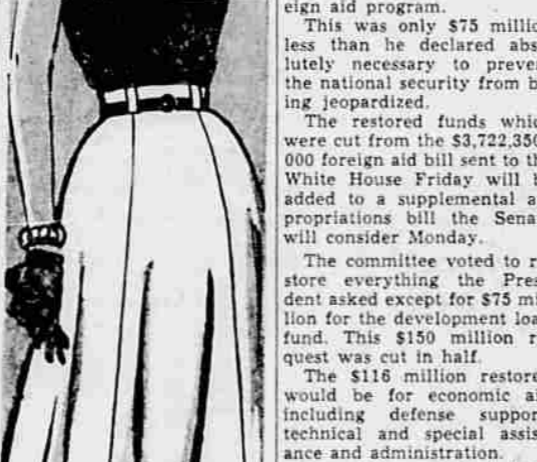 eign aid program.
This was only $75 millio
less than he declared abs
lutely necessary to preve
the national security from b
ing jeopardized.
The restored funds whic
were cut from the $3,722,350
000 foreign aid bill sent to th
White House Friday will b
added to a supplemental a
propriations bill the Sena
will consider Monday.
The committee voted to r
store everything the Pres
dent asked except for $75 mi
lion for the development loa
fund. This $150 million r
quest was cut in half.
The $116 million restore
would be for economic ai
including defense suppor
technical and special assis
ance and administration.